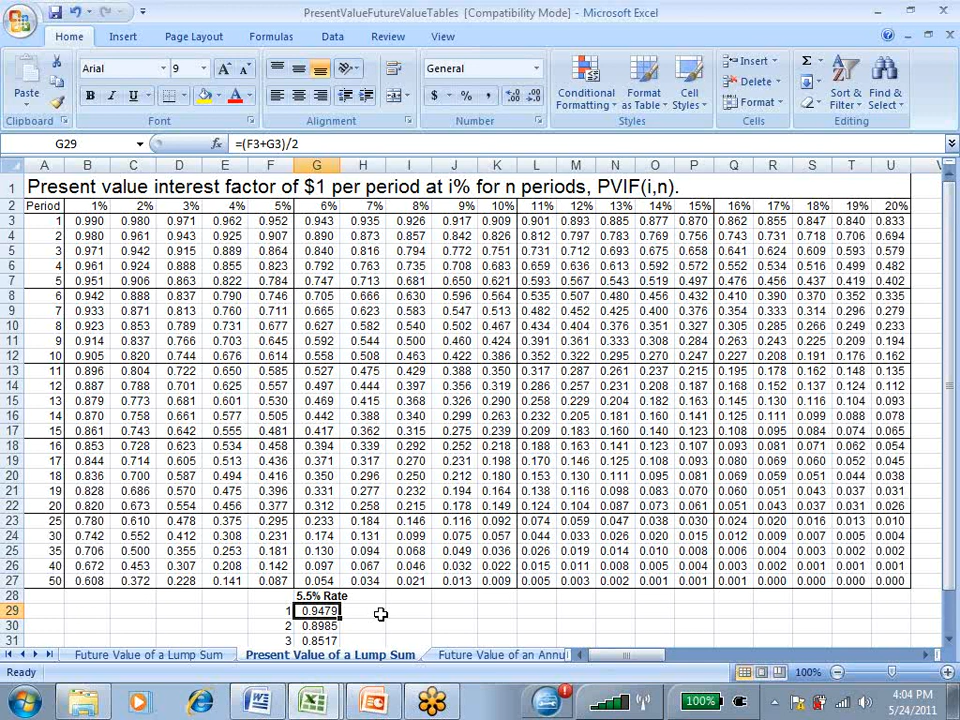 PresentValueFutureValueTables [Compatibility Mode] - Microsoft Excel
Home Insert Page Layout Formulas Data Review View
Paste Arial 9 A A General Conditional Formatting Format as Table Cell Styles Insert Delete Format Sort & Filter Find & Select
B I U A $ % ,
Clipboard Font Alignment Number Styles Cells Editing
G29 fx =(F3+G3)/2
A B C D E F G H I J K L M N O P Q R S T U
1 Present value interest factor of $1 per period at i% for n periods, PVIF(i,n).
2 Period 1% 2% 3% 4% 5% 6% 7% 8% 9% 10% 11% 12% 13% 14% 15% 16% 17% 18% 19% 20%
3 1 0.990 0.980 0.971 0.962 0.952 0.943 0.935 0.926 0.917 0.909 0.901 0.893 0.885 0.877 0.870 0.862 0.855 0.847 0.840 0.833
4 2 0.980 0.961 0.943 0.925 0.907 0.890 0.873 0.857 0.842 0.826 0.812 0.797 0.783 0.769 0.756 0.743 0.731 0.718 0.706 0.694
5 3 0.971 0.942 0.915 0.889 0.864 0.840 0.816 0.794 0.772 0.751 0.731 0.712 0.693 0.675 0.658 0.641 0.624 0.609 0.593 0.579
6 4 0.961 0.924 0.888 0.855 0.823 0.792 0.763 0.735 0.708 0.683 0.659 0.636 0.613 0.592 0.572 0.552 0.534 0.516 0.499 0.482
7 5 0.951 0.906 0.863 0.822 0.784 0.747 0.713 0.681 0.650 0.621 0.593 0.567 0.543 0.519 0.497 0.476 0.456 0.437 0.419 0.402
8 6 0.942 0.888 0.837 0.790 0.746 0.705 0.666 0.630 0.596 0.564 0.535 0.507 0.480 0.456 0.432 0.410 0.390 0.370 0.352 0.335
9 7 0.933 0.871 0.813 0.760 0.711 0.665 0.623 0.583 0.547 0.513 0.482 0.452 0.425 0.400 0.376 0.354 0.333 0.314 0.296 0.279
10 8 0.923 0.853 0.789 0.731 0.677 0.627 0.582 0.540 0.502 0.467 0.434 0.404 0.376 0.351 0.327 0.305 0.285 0.266 0.249 0.233
11 9 0.914 0.837 0.766 0.703 0.645 0.592 0.544 0.500 0.460 0.424 0.391 0.361 0.333 0.308 0.284 0.263 0.243 0.225 0.209 0.194
12 10 0.905 0.820 0.744 0.676 0.614 0.558 0.508 0.463 0.422 0.386 0.352 0.322 0.295 0.270 0.247 0.227 0.208 0.191 0.176 0.162
13 11 0.896 0.804 0.722 0.650 0.585 0.527 0.475 0.429 0.388 0.350 0.317 0.287 0.261 0.237 0.215 0.195 0.178 0.162 0.148 0.135
14 12 0.887 0.788 0.701 0.625 0.557 0.497 0.444 0.397 0.356 0.319 0.286 0.257 0.231 0.208 0.187 0.168 0.152 0.137 0.124 0.112
15 13 0.879 0.773 0.681 0.601 0.530 0.469 0.415 0.368 0.326 0.290 0.258 0.229 0.204 0.182 0.163 0.145 0.130 0.116 0.104 0.093
16 14 0.870 0.758 0.661 0.577 0.505 0.442 0.388 0.340 0.299 0.263 0.232 0.205 0.181 0.160 0.141 0.125 0.111 0.099 0.088 0.078
17 15 0.861 0.743 0.642 0.555 0.481 0.417 0.362 0.315 0.275 0.239 0.209 0.183 0.160 0.140 0.123 0.108 0.095 0.084 0.074 0.065
18 16 0.853 0.728 0.623 0.534 0.458 0.394 0.339 0.292 0.252 0.218 0.188 0.163 0.141 0.123 0.107 0.093 0.081 0.071 0.062 0.054
19 17 0.844 0.714 0.605 0.513 0.436 0.371 0.317 0.270 0.231 0.198 0.170 0.146 0.125 0.108 0.093 0.080 0.069 0.060 0.052 0.045
20 18 0.836 0.700 0.587 0.494 0.416 0.350 0.296 0.250 0.212 0.180 0.153 0.130 0.111 0.095 0.081 0.069 0.059 0.051 0.044 0.038
21 19 0.828 0.686 0.570 0.475 0.396 0.331 0.277 0.232 0.194 0.164 0.138 0.116 0.098 0.083 0.070 0.060 0.051 0.043 0.037 0.031
22 20 0.820 0.673 0.554 0.456 0.377 0.312 0.258 0.215 0.178 0.149 0.124 0.104 0.087 0.073 0.061 0.051 0.043 0.037 0.031 0.026
23 25 0.780 0.610 0.478 0.375 0.295 0.233 0.184 0.146 0.116 0.092 0.074 0.059 0.047 0.038 0.030 0.024 0.020 0.016 0.013 0.010
24 30 0.742 0.552 0.412 0.308 0.231 0.174 0.131 0.099 0.075 0.057 0.044 0.033 0.026 0.020 0.015 0.012 0.009 0.007 0.005 0.004
25 35 0.706 0.500 0.355 0.253 0.181 0.130 0.094 0.068 0.049 0.036 0.026 0.019 0.014 0.010 0.008 0.006 0.004 0.003 0.002 0.002
26 40 0.672 0.453 0.307 0.208 0.142 0.097 0.067 0.046 0.032 0.022 0.015 0.011 0.008 0.005 0.004 0.003 0.002 0.001 0.001 0.001
27 50 0.608 0.372 0.228 0.141 0.087 0.054 0.034 0.021 0.013 0.009 0.005 0.003 0.002 0.001 0.001 0.001 0.000 0.000 0.000 0.000
28 5.5% Rate
29 1 0.9479
30 2 0.8985
31 3 0.8517
Future Value of a Lump Sum Present Value of a Lump Sum Future Value of an Annu
Ready 100%
100% 4:04 PM
5/24/2011